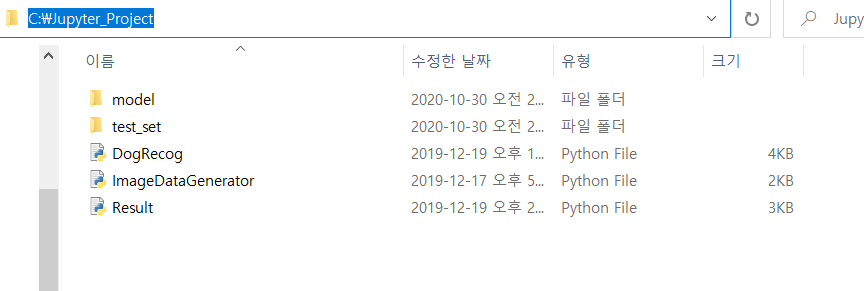 C:₩Jupyter_Project
Jupy
이름 수정한 날짜 유형 크기
model 2020-10-30 오전 2... 파일 폴더
test_set 2020-10-30 오전 2... 파일 폴더
DogRecog 2019-12-19 오후 1... Python File 4KB
ImageDataGenerator 2019-12-17 오후 5... Python File 2KB
Result 2019-12-19 오후 2... Python File 3KB